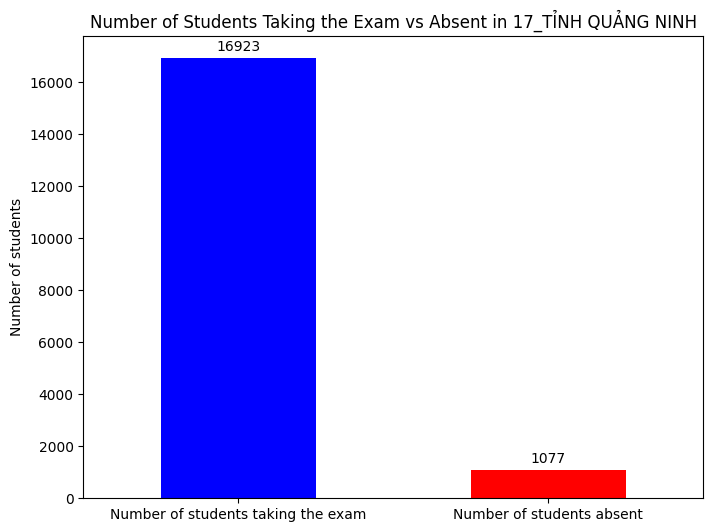 Number of Students Taking the Exam vs Absent in 17_TỈNH QUẢNG NINH
16923
16000
14000
12000
10000
8000
6000
4000
2000
0
Number of students
1077
Number of students taking the exam
Number of students absent